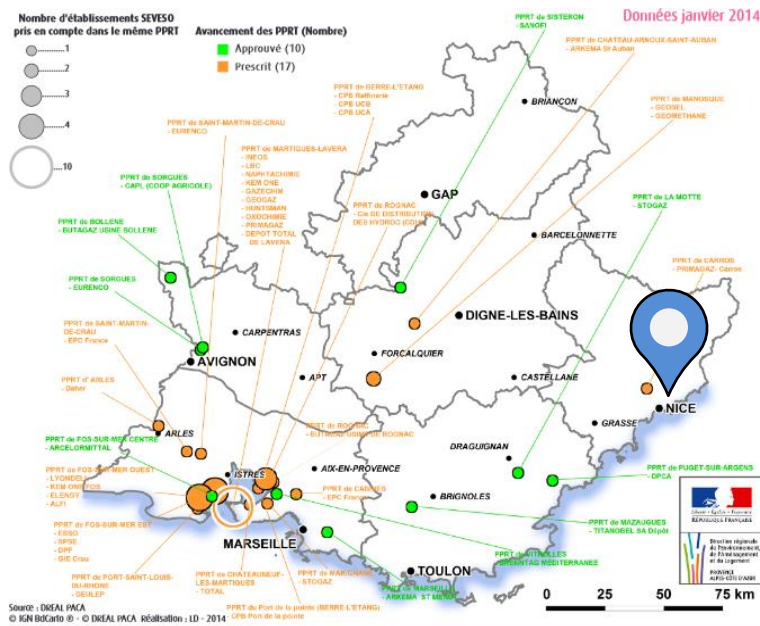 Nombre d'établissements SEVESO
pris en compte dans le même PPRT
1
2
3
4
10
Avancement des PPRT (Nombre)
Approuvé (10)
Prescrit (17)
Données janvier 2014
PPRT de SISTERON
- SANOFI
PPRT de CHATEAU-ARNOUX-SAINT-AUBAN
- ARKEMA St Auban
PPRT de BERRE-L'ETANG
- CPB Raffinerie
- CPB UCB
- CPB UCA
PPRT de MANOSQUE
- GEOSEL
- GEOMETHANE
BRIANÇON
PPRT de SAINT-MARTIN-DE-CRAU
- EURENCO
PPRT de MARTIGUES-LAVERA
- INEOS
- LBC
- NAPHTACHIMIE
- KEM ONE
- GAZECHIM
- GEOGAZ
- HUNTSMAN
- OXOCHIMIE
- PRIMAGAZ
- DEPOT TOTAL
DE LAVERA
PPRT de SORGUES
- CAPL (COOP AGRICOLE)
GAP
PPRT de ROGNAC
- Cie DE DISTRIBUTION
DES HYDROC (CDH)
PPRT de LA MOTTE
- STOGAZ
PPRT de BOLLENE
- BUTAGAZ USINE BOLLENE
BARCELONNETTE
PPRT de CARROS
- PRIMAGAZ- Carros
PPRT de SORGUES
- EURENCO
DIGNE-LES-BAINS
PPRT de SAINT-MARTIN-
DE-CRAU
- EPC France
CARPENTRAS
FORCALQUIER
AVIGNON
APT
CASTELLANE
PPRT d' ARLES
- Daher
NICE
GRASSE
ARLES
PPRT de FOS-SUR-MER CENTRE
- ARCELORMITTAL
DRAGUIGNAN
PPRT de FOS-SUR-MER OUEST
- LYONDELL
- KEM ONE FOS
- ELENGY
- ALFI
ISTRES
AIX-EN-PROVENCE
PPRT de PUGET-SUR-ARGENS
- DPCA
PPRT de CABRIES
- EPC France
BRIGNOLES
PPRT de FOS-SUR-MER EST
- ESSO
- SPSE
- DPF
- GIE Crau
PPRT de MAZAUGUES
- TITANOBEL SA Dépôt
MARSEILLE
PPRT de VITROLLES
- BRENNTAG MEDITERRANEE
PPRT de PORT-SAINT-LOUIS-
DU-RHONE
- DEULEP
PPRT de CHATEAUNEUF-
LES-MARTIGUES
- TOTAL
PPRT de MARIGNANE
- STOGAZ
TOULON
PPRT de MARSEILLE
- ARKEMA ST MENET
PPRT du Port de la pointe (BERRE-L'ETANG)
- CPB Port de la pointe
RÉPUBLIQUE FRANÇAISE
Direction régionale
de l'Environnement,
de l'Aménagement
et du Logement
PROVENCE
ALPES-CÔTE D'AZUR
0 25 50 75 km
Source : DREAL PACA
© IGN BdCarto ® - © DREAL PACA Réalisation : LD - 2014